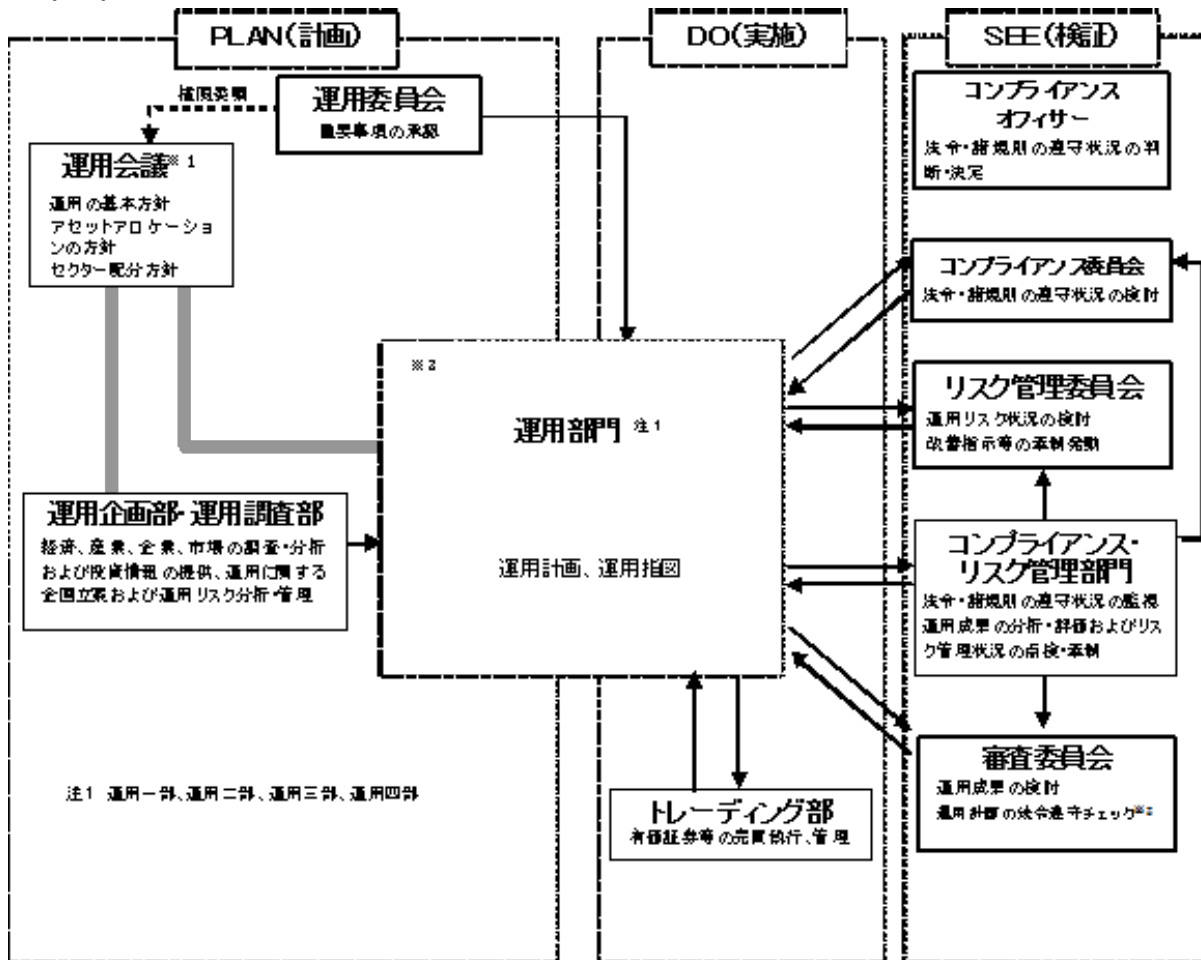 PLAN(計画)
DO(実施)
SEE(検証)
権限委嘱
運用委員会
重要事項の承認
運用会議※1
運用の基本方針
アセットアロケーショ
ンの方針
セクター配分方針
コンプライアンス
オフィサー
法令・諸規則の遵守状況の判
断・決定
コンプライアンス委員会
法令・諸規則の遵守状況の検討
※2
運用部門 注1
運用計画、運用指図
リスク管理委員会
運用リスク状況の検討
改善指示等の牽制発動
運用企画部・運用調査部
経済、産業、企業、市場の調査・分析
および投資情報の提供、運用に関する
企画立案および運用リスク分析・管理
コンプライアンス・
リスク管理部門
法令・諸規則の遵守状況の監視
運用成果の分析・評価およびリス
ク管理状況の点検・牽制
審査委員会
運用成果の検討
運用計画の法令遵守チェック
注1 運用一部、運用二部、運用三部、運用四部
トレーディング部
有価証券等の売買執行、管理